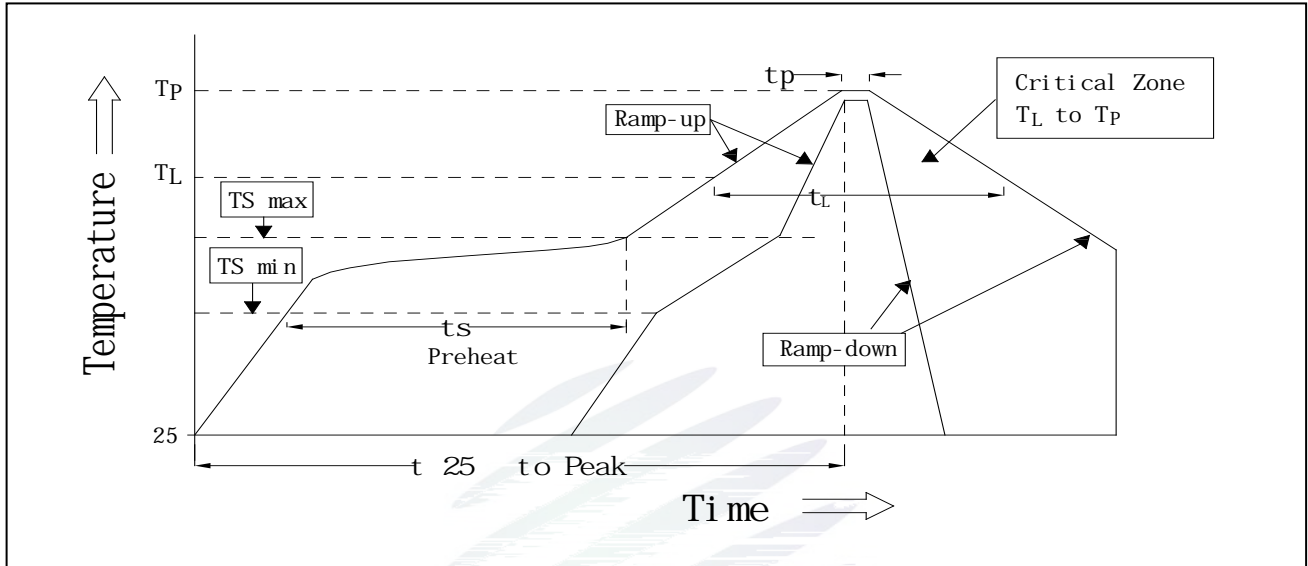 tp
Critical Zone
TL to TP
TP
Ramp-up
TL
TS max
tL
TS min
ts
Preheat
Ramp-down
25
t 25 to Peak
Time
Temperature